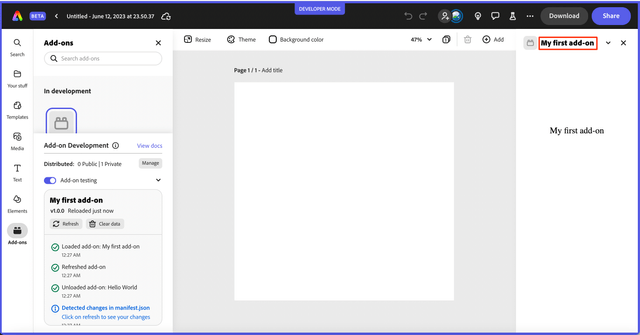 DEVELOPER MODE
BETA
Untitled - June 12, 2023 at 23.50.37
Download
Share
Search
Your stuff
Templates
Media
Text
Elements
Add-ons
Add-ons
Search add-ons
In development
Add-on Development
View docs
Distributed: 0 Public | 1 Private
Manage
Add-on testing
My first add-on
v1.0.0 Reloaded just now
Refresh
Clear data
Loaded add-on: My first add-on
12:27 AM
Refreshed add-on
12:27 AM
Unloaded add-on: Hello World
12:27 AM
Detected changes in manifest.json
Click on refresh to see your changes
12:27 AM
Resize
Theme
Background color
47%
Add
Page 1 / 1 - Add title
My first add-on
My first add-on